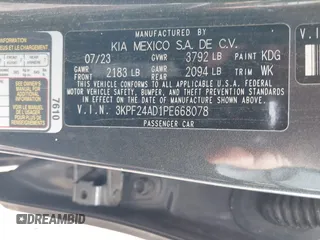 MANUFACTURED BY
KIA MEXICO S.A. DE C.V.
07/23 GVWR 3792 LB PAINT KDG
GAWR FRONT 2183 LB GAWR REAR 2094 LB TRIM WK
THIS VEHICLE CONFORMS TO ALL APPLICABLE U.S. FEDERAL
MOTOR VEHICLE SAFETY, BUMPER, AND THEFT PREVENTION
STANDARDS IN EFFECT ON THE DATE OF MANUFACTURE SHOWN ABOVE.
V.I.N. 3KPF24AD1PE668078
PASSENGER CAR
7610
V.I
DREAMBID